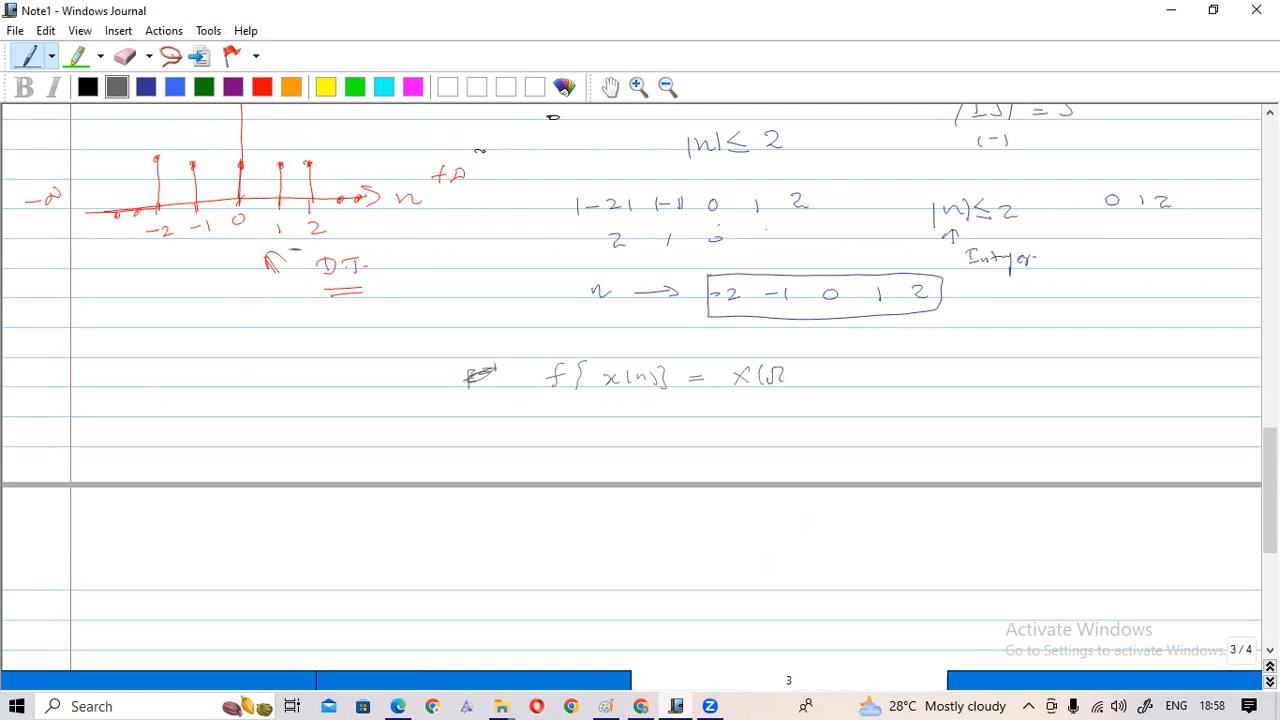 Note1 - Windows Journal
File Edit View Insert Actions Tools Help
B I
|n| ≤ 2
(-)
-∞ +∞ n
-2 -1 0 1 2
D.T.
|-2| |-1| 0 1 2
2 1 0
|n| ≤ 2
0 1 2
Integer
n → -2 -1 0 1 2
f{ x(n)} = X(Ω
Activate Windows
Go to Settings to activate Windows.
3 / 4
3
Search
28°C Mostly cloudy
ENG 18:58